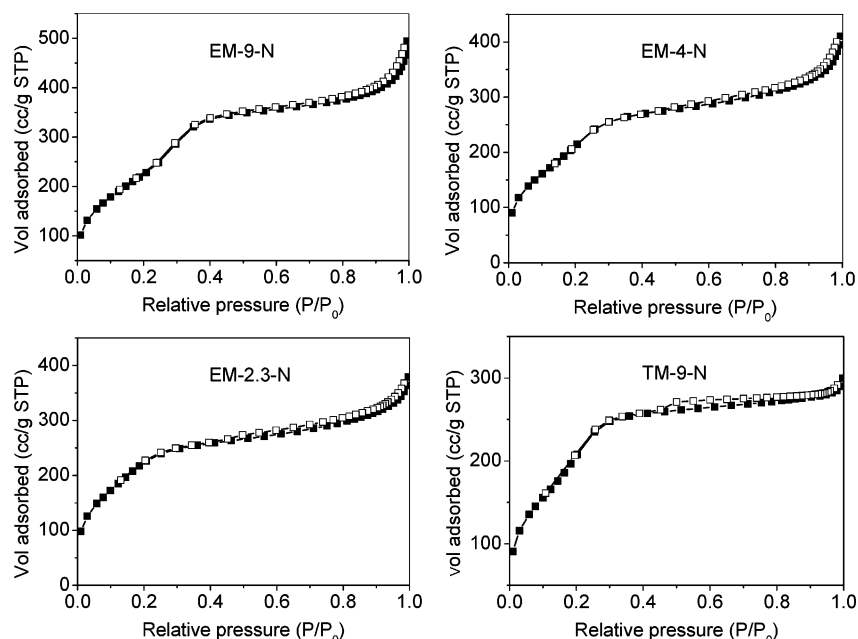 EM-9-N
Vol adsorbed (cc/g STP)
500
400
300
200
100
0
0.0 0.2 0.4 0.6 0.8 1.0
Relative pressure (P/P0)
EM-4-N
Vol adsorbed (cc/g STP)
400
300
200
100
0
0.0 0.2 0.4 0.6 0.8 1.0
Relative pressure (P/P0)
EM-2.3-N
Vol adsorbed (cc/g STP)
400
300
200
100
0
0.0 0.2 0.4 0.6 0.8 1.0
Relative pressure (P/P0)
TM-9-N
vol adsorbed (cc/g STP)
300
200
100
0.0 0.2 0.4 0.6 0.8 1.0
Relative pressure (P/P0)